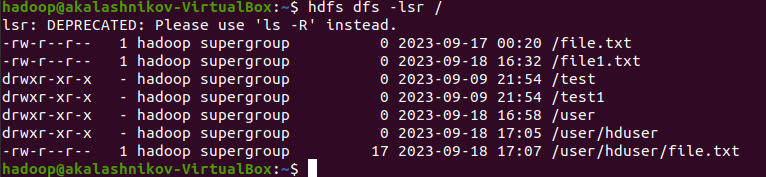 hadoop@akalashnikov-VirtualBox:~$ hdfs dfs -lsr /
lsr: DEPRECATED: Please use 'ls -R' instead.
-rw-r--r--   1 hadoop supergroup          0 2023-09-17 00:20 /file.txt
-rw-r--r--   1 hadoop supergroup          0 2023-09-18 16:32 /file1.txt
drwxr-xr-x   - hadoop supergroup          0 2023-09-09 21:54 /test
drwxr-xr-x   - hadoop supergroup          0 2023-09-09 21:54 /test1
drwxr-xr-x   - hadoop supergroup          0 2023-09-18 16:58 /user
drwxr-xr-x   - hadoop supergroup          0 2023-09-18 17:05 /user/hduser
-rw-r--r--   1 hadoop supergroup         17 2023-09-18 17:07 /user/hduser/file.txt
hadoop@akalashnikov-VirtualBox:~$